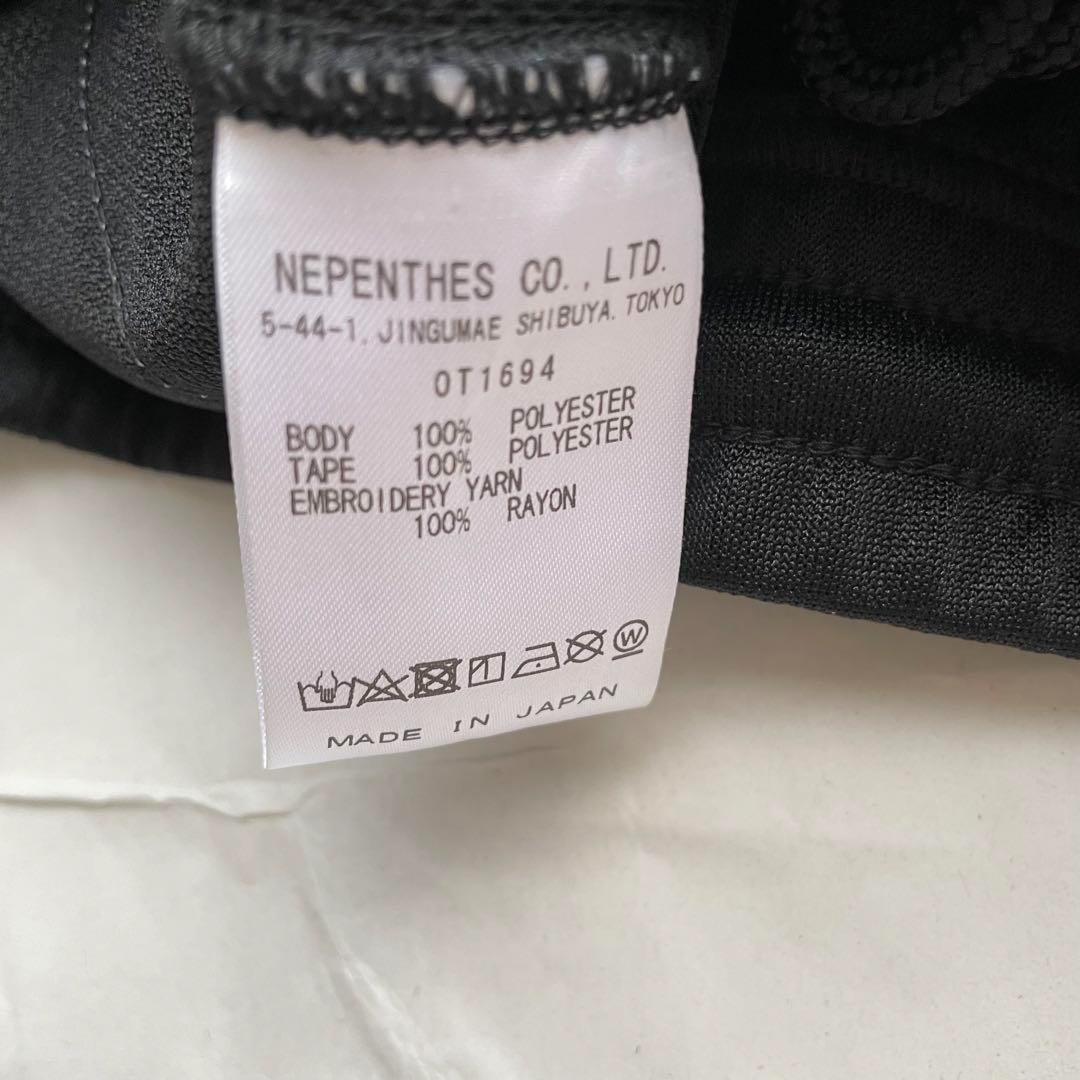 NEPENTHES CO., LTD.
5-44-1, JINGUMAE SHIBUYA, TOKYO
OT1694
BODY 100% POLYESTER
TAPE 100% POLYESTER
EMBROIDERY YARN
100% RAYON
W
MADE IN JAPAN